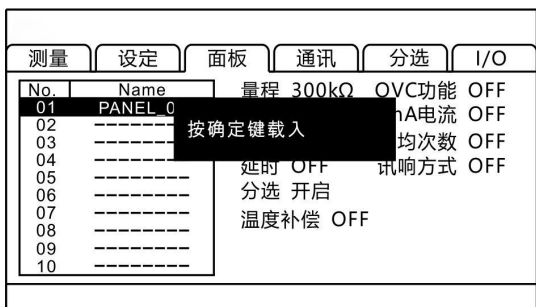 测量 设定 面板 通讯 分选 I/O
No. Name
01 PANEL_0
02 --------
03 --------
04 --------
05 --------
06 --------
07 --------
08 --------
09 --------
10 --------
量程 300kΩ OVC功能 OFF
mA电流 OFF
按确定键载入
均次数 OFF
延时 OFF 讯响方式 OFF
分选 开启
温度补偿 OFF